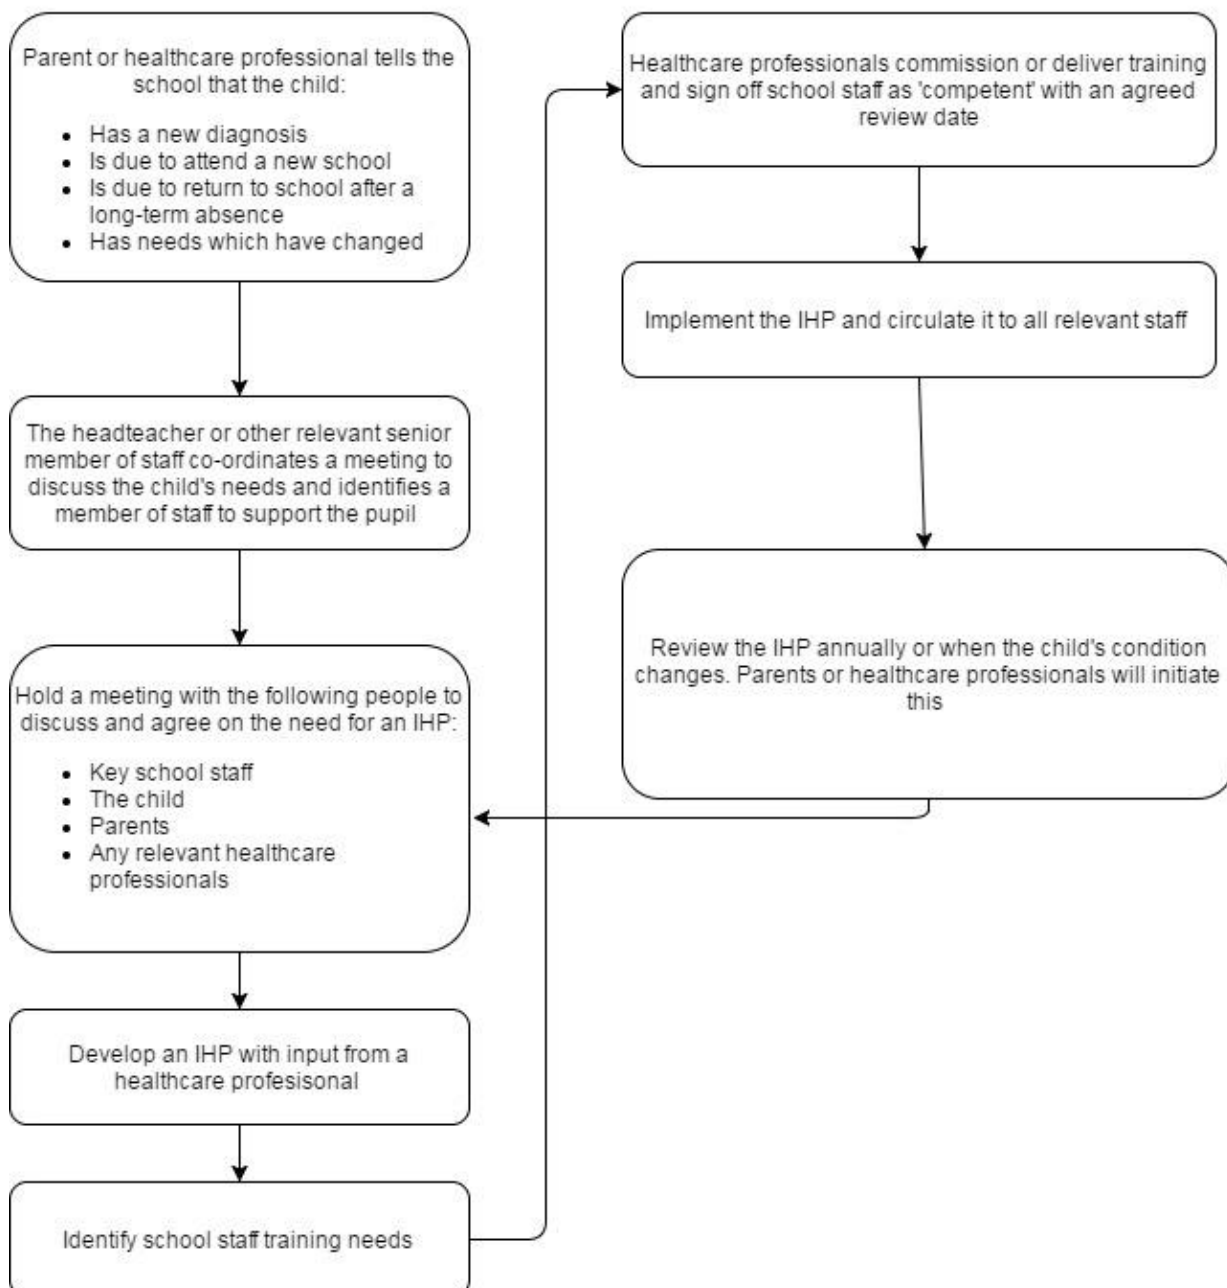 Parent or healthcare professional tells the
school that the child:
• Has a new diagnosis
• Is due to attend a new school
• Is due to return to school after a
long-term absence
• Has needs which have changed
The headteacher or other relevant senior
member of staff co-ordinates a meeting to
discuss the child's needs and identifies a
member of staff to support the pupil
Hold a meeting with the following people to
discuss and agree on the need for an IHP:
• Key school staff
• The child
• Parents
• Any relevant healthcare
professionals
Develop an IHP with input from a
healthcare profesisonal
Identify school staff training needs
Healthcare professionals commission or deliver training
and sign off school staff as 'competent' with an agreed
review date
Implement the IHP and circulate it to all relevant staff
Review the IHP annually or when the child's condition
changes. Parents or healthcare professionals will initiate
this